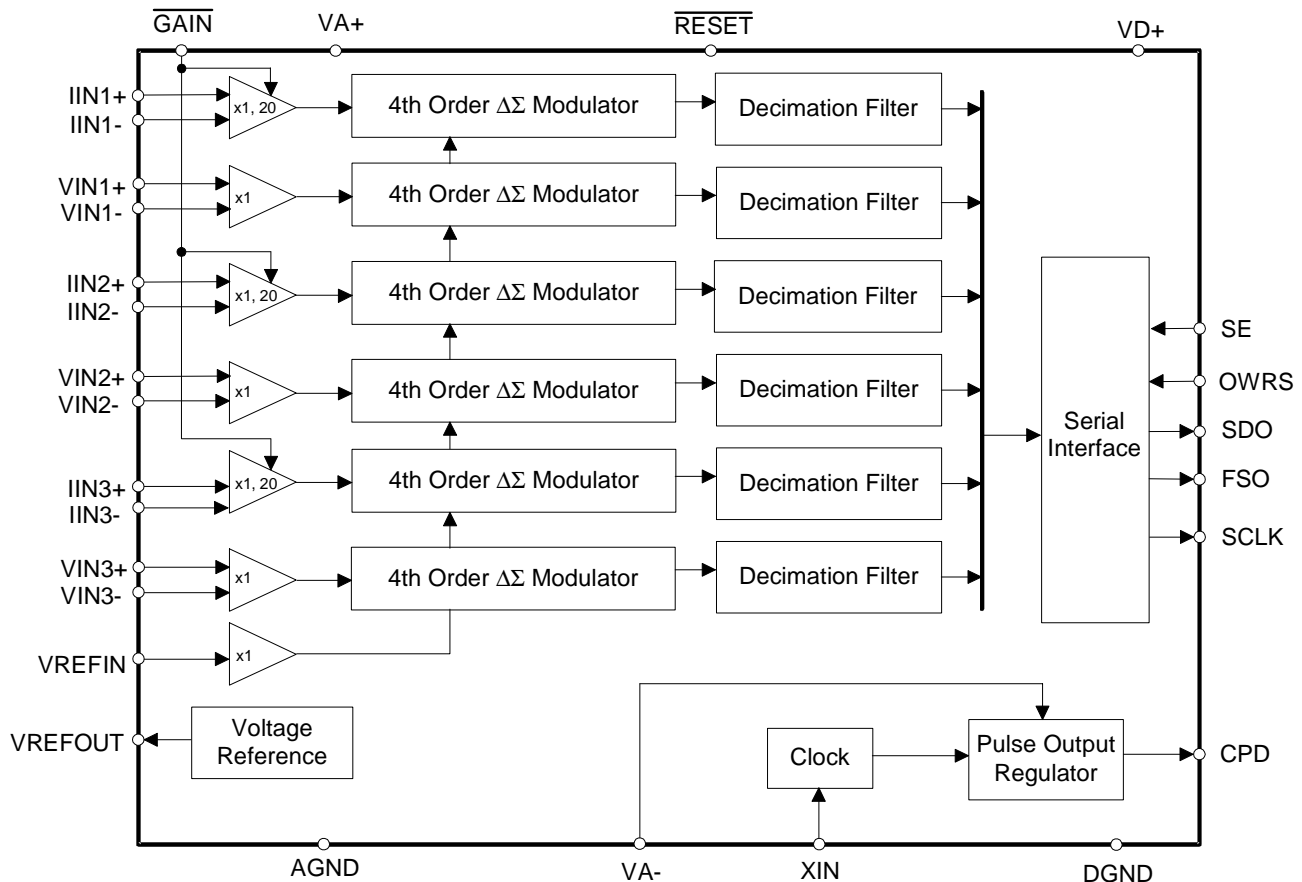 GAIN
VA+
RESET
VD+
IIN1+
IIN1-
x1, 20
4th Order ΔΣ Modulator
Decimation Filter
VIN1+
VIN1-
x1
4th Order ΔΣ Modulator
Decimation Filter
IIN2+
IIN2-
x1, 20
4th Order ΔΣ Modulator
Decimation Filter
VIN2+
VIN2-
x1
4th Order ΔΣ Modulator
Decimation Filter
IIN3+
IIN3-
x1, 20
4th Order ΔΣ Modulator
Decimation Filter
VIN3+
VIN3-
x1
4th Order ΔΣ Modulator
Decimation Filter
Serial
Interface
SE
OWRS
SDO
FSO
SCLK
VREFIN
x1
VREFOUT
Voltage
Reference
Clock
Pulse Output
Regulator
CPD
AGND
VA-
XIN
DGND